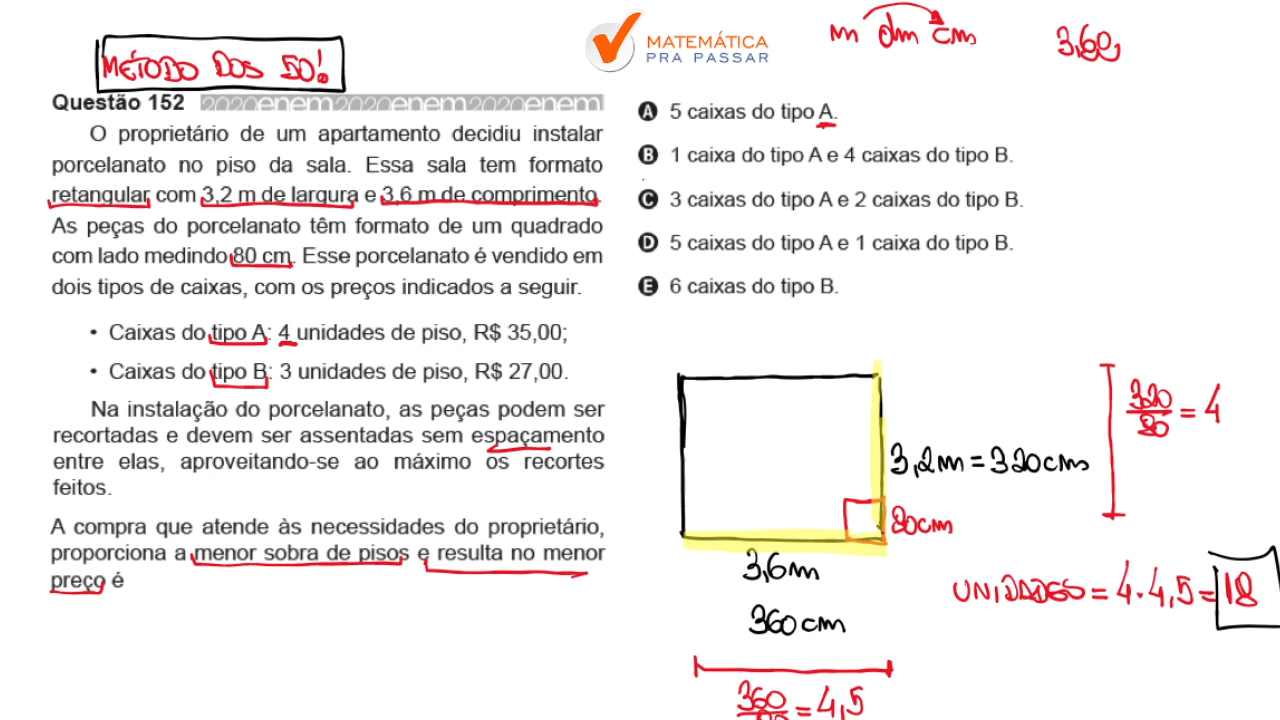 MÉTODO DOS 50!
MATEMÁTICA
PRA PASSAR
m dm cm
3,60,
Questão 152 2020enem2020enem2020enem
O proprietário de um apartamento decidiu instalar
porcelanato no piso da sala. Essa sala tem formato
retangular com 3,2 m de largura e 3,6 m de comprimento.
As peças do porcelanato têm formato de um quadrado
com lado medindo 80 cm. Esse porcelanato é vendido em
dois tipos de caixas, com os preços indicados a seguir.
• Caixas do tipo A: 4 unidades de piso, R$ 35,00;
• Caixas do tipo B: 3 unidades de piso, R$ 27,00.
Na instalação do porcelanato, as peças podem ser
recortadas e devem ser assentadas sem espaçamento
entre elas, aproveitando-se ao máximo os recortes
feitos.
A compra que atende às necessidades do proprietário,
proporciona a menor sobra de pisos e resulta no menor
preço é
A 5 caixas do tipo A.
B 1 caixa do tipo A e 4 caixas do tipo B.
C 3 caixas do tipo A e 2 caixas do tipo B.
D 5 caixas do tipo A e 1 caixa do tipo B.
E 6 caixas do tipo B.
320
80
= 4
3,2m = 320cm
80cm
3,6m
360cm
UNIDADES = 4.4,5 = 18
360
80
= 4,5